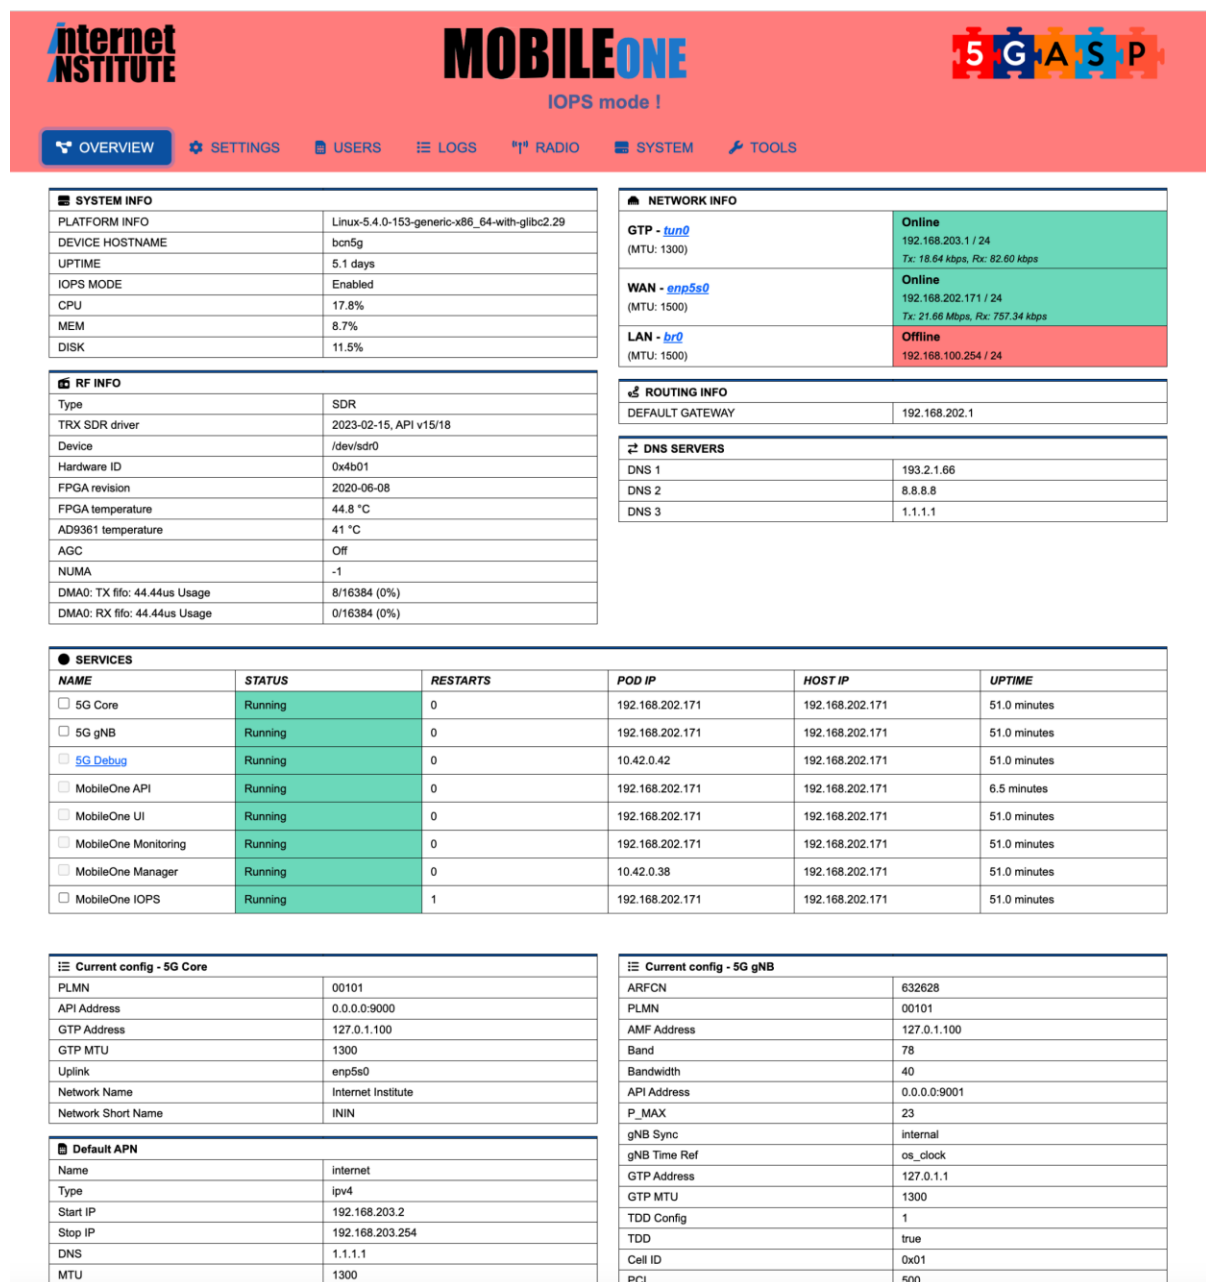 internet
INSTITUTE
MOBILEONE
5GASP
IOPS mode !
OVERVIEW SETTINGS USERS LOGS RADIO SYSTEM TOOLS
SYSTEM INFO
PLATFORM INFO Linux-5.4.0-153-generic-x86_64-with-glibc2.29
DEVICE HOSTNAME bcn5g
UPTIME 5.1 days
IOPS MODE Enabled
CPU 17.8%
MEM 8.7%
DISK 11.5%
RF INFO
Type SDR
TRX SDR driver 2023-02-15, API v15/18
Device /dev/sdr0
Hardware ID 0x4b01
FPGA revision 2020-06-08
FPGA temperature 44.8 °C
AD9361 temperature 41 °C
AGC Off
NUMA -1
DMA0: TX fifo: 44.44us Usage 8/16384 (0%)
DMA0: RX fifo: 44.44us Usage 0/16384 (0%)
NETWORK INFO
GTP - tun0
(MTU: 1300)
Online
192.168.203.1 / 24
Tx: 18.64 kbps, Rx: 82.60 kbps
WAN - enp5s0
(MTU: 1500)
Online
192.168.202.171 / 24
Tx: 21.66 Mbps, Rx: 757.34 kbps
LAN - br0
(MTU: 1500)
Offline
192.168.100.254 / 24
ROUTING INFO
DEFAULT GATEWAY 192.168.202.1
DNS SERVERS
DNS 1 193.2.1.66
DNS 2 8.8.8.8
DNS 3 1.1.1.1
SERVICES
NAME STATUS RESTARTS POD IP HOST IP UPTIME
5G Core Running 0 192.168.202.171 192.168.202.171 51.0 minutes
5G gNB Running 0 192.168.202.171 192.168.202.171 51.0 minutes
5G Debug Running 0 10.42.0.42 192.168.202.171 51.0 minutes
MobileOne API Running 0 192.168.202.171 192.168.202.171 6.5 minutes
MobileOne UI Running 0 192.168.202.171 192.168.202.171 51.0 minutes
MobileOne Monitoring Running 0 192.168.202.171 192.168.202.171 51.0 minutes
MobileOne Manager Running 0 10.42.0.38 192.168.202.171 51.0 minutes
MobileOne IOPS Running 1 192.168.202.171 192.168.202.171 51.0 minutes
Current config - 5G Core
PLMN 00101
API Address 0.0.0.0:9000
GTP Address 127.0.1.100
GTP MTU 1300
Uplink enp5s0
Network Name Internet Institute
Network Short Name ININ
Default APN
Name internet
Type ipv4
Start IP 192.168.203.2
Stop IP 192.168.203.254
DNS 1.1.1.1
MTU 1300
Current config - 5G gNB
ARFCN 632628
PLMN 00101
AMF Address 127.0.1.100
Band 78
Bandwidth 40
API Address 0.0.0.0:9001
P_MAX 23
gNB Sync internal
gNB Time Ref os_clock
GTP Address 127.0.1.1
GTP MTU 1300
TDD Config 1
TDD true
Cell ID 0x01
PCI 500